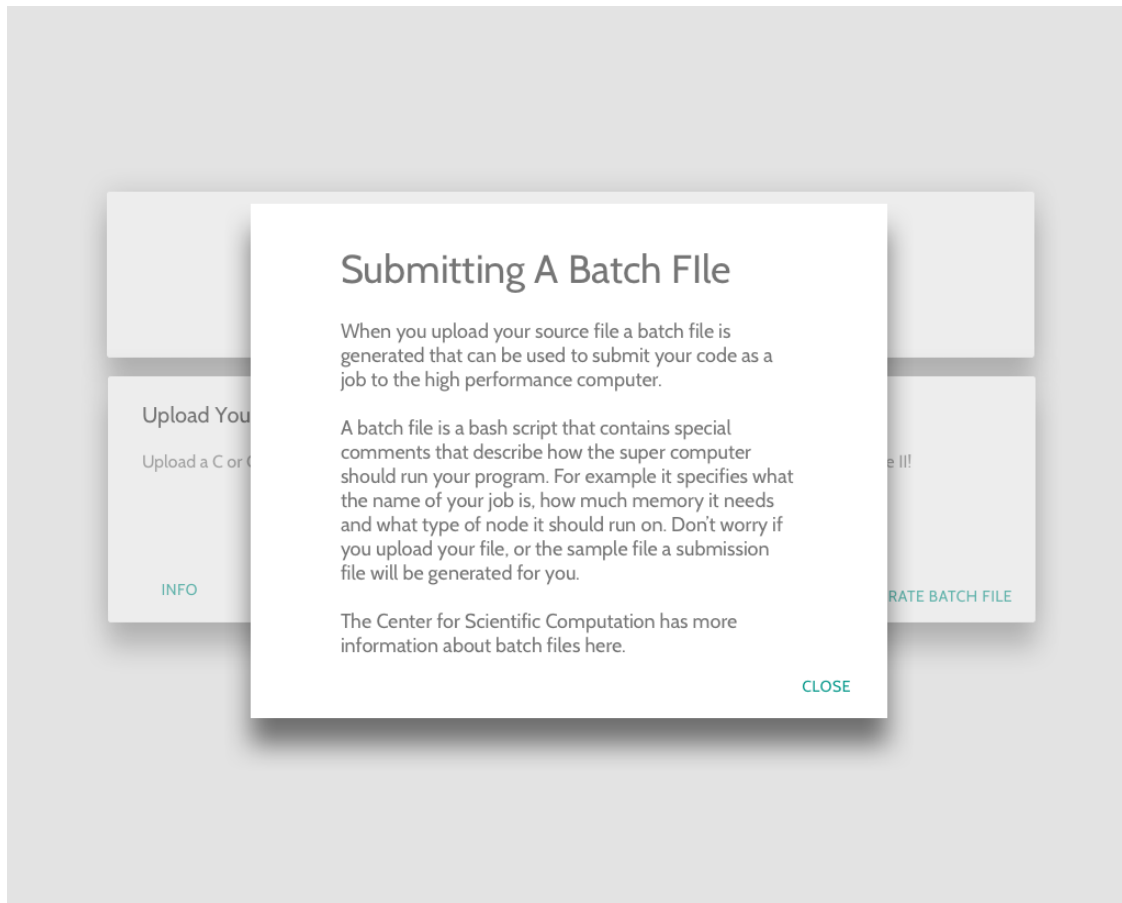 Submitting A Batch FIle
When you upload your source file a batch file is
generated that can be used to submit your code as a
job to the high performance computer.
A batch file is a bash script that contains special
comments that describe how the super computer
should run your program. For example it specifies what
the name of your job is, how much memory it needs
and what type of node it should run on. Don't worry if
you upload your file, or the sample file a submission
file will be generated for you.
The Center for Scientific Computation has more
information about batch files here.
CLOSE
Upload You
Upload a C or
II!
INFO
BATCH FILE